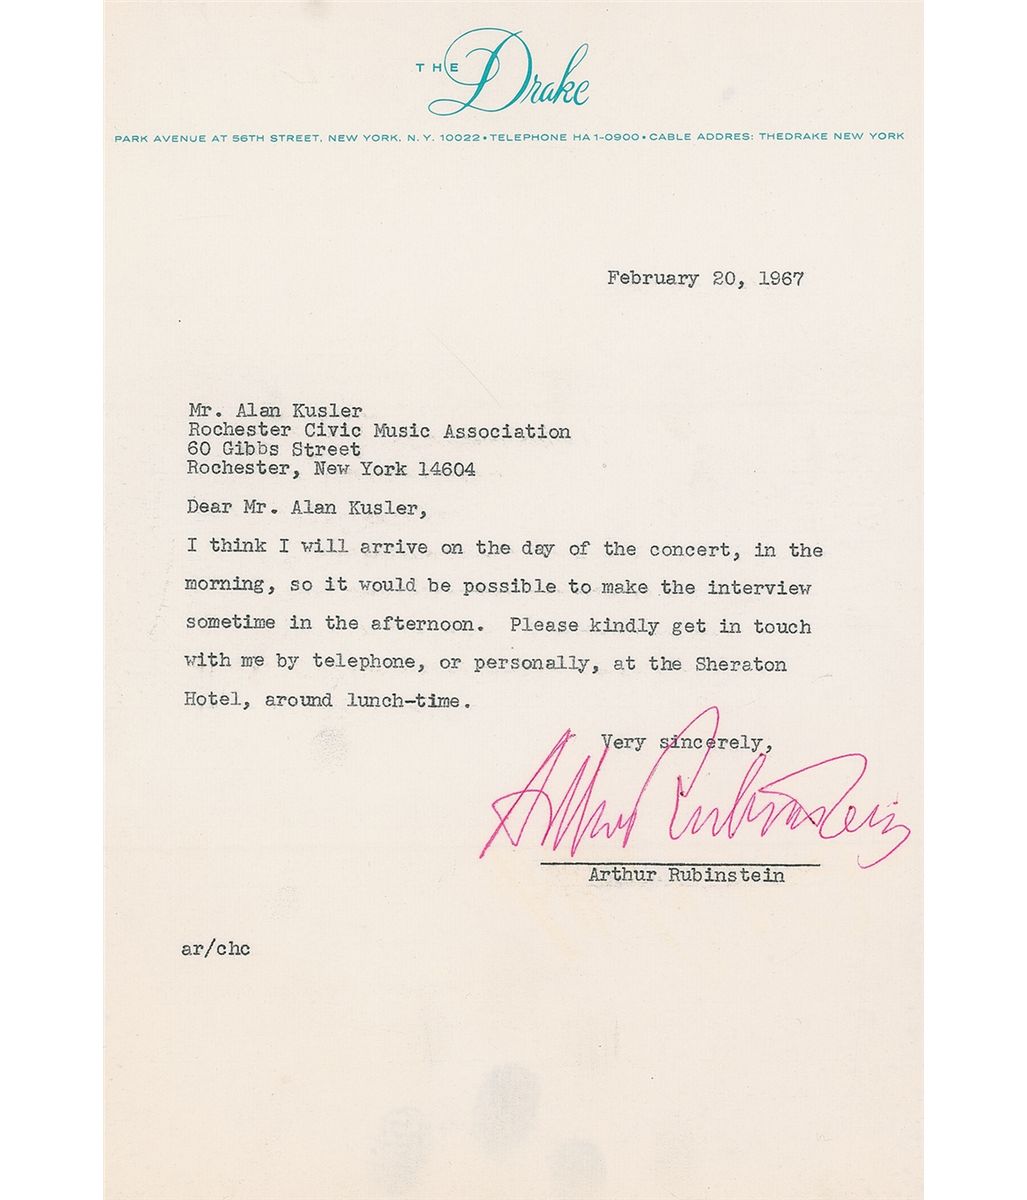 THE Drake
PARK AVENUE AT 56TH STREET, NEW YORK, N.Y. 10022 • TELEPHONE HA 1-0900 • CABLE ADDRES: THEDRAKE NEW YORK
February 20, 1967
Mr. Alan Kusler
Rochester Civic Music Association
60 Gibbs Street
Rochester, New York 14604
Dear Mr. Alan Kusler,
I think I will arrive on the day of the concert, in the
morning, so it would be possible to make the interview
sometime in the afternoon. Please kindly get in touch
with me by telephone, or personally, at the Sheraton
Hotel, around lunch-time.
Very sincerely,
Arthur Rubinstein
Arthur Rubinstein
ar/chc